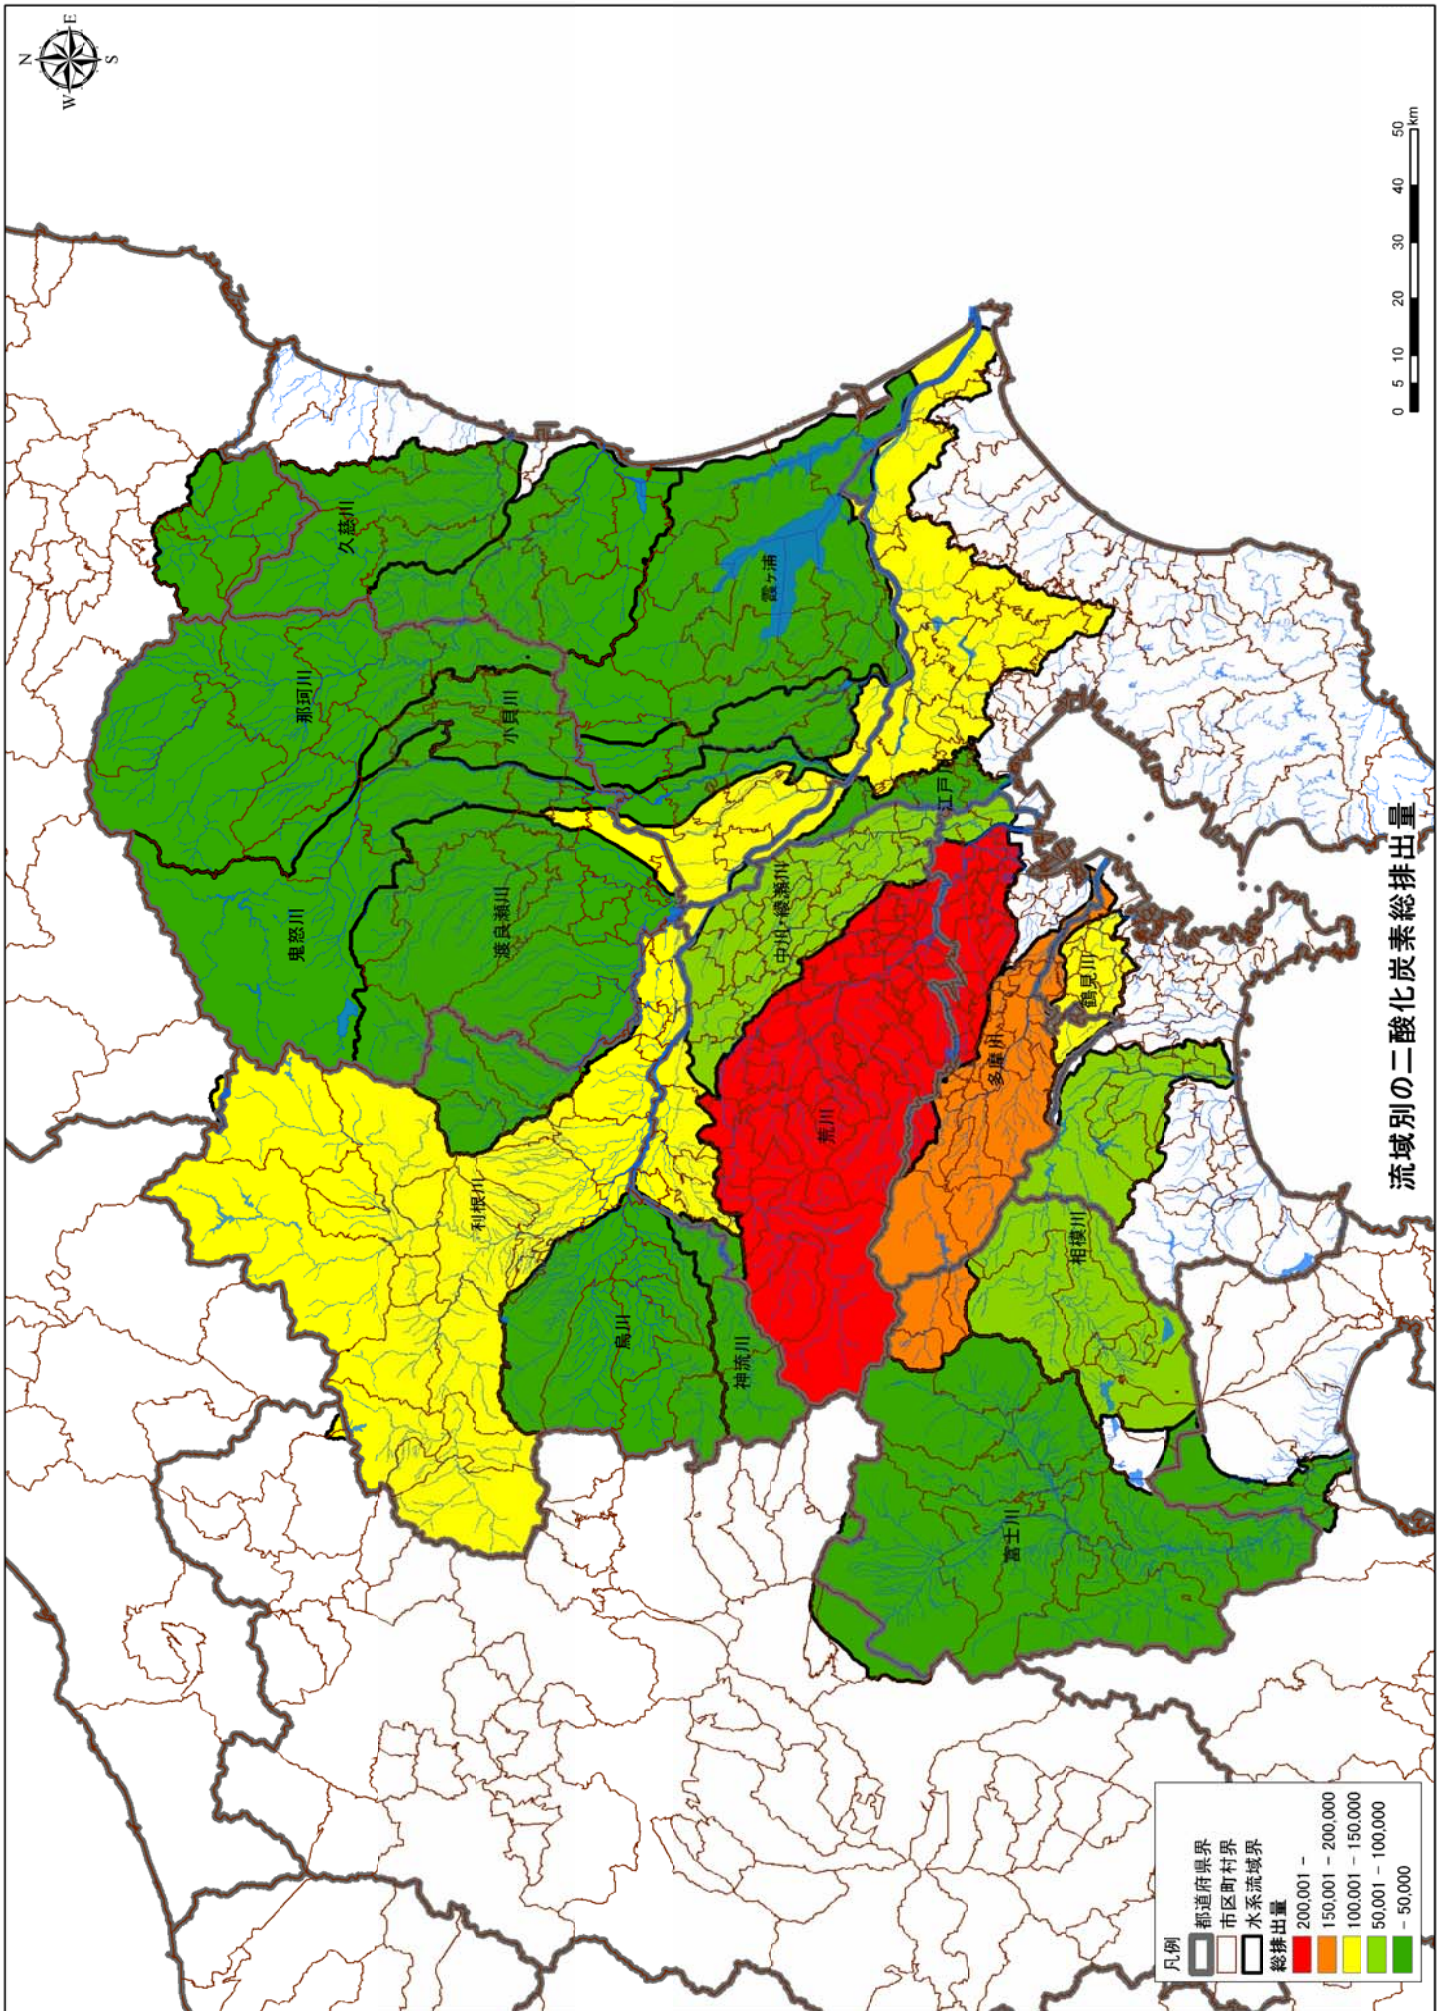 N
E
W
S
久慈川
那珂川
小貝川
霞ヶ浦
鬼怒川
渡良瀬川
江戸川
中川・綾瀬川
利根川
荒川
多摩川
鶴見川
烏川
神流川
相模川
富士川
0 5 10 20 30 40 50 km
流域別の二酸化炭素総排出量
凡例
都道府県界
市区町村界
水系流域界
総排出量
200,001 -
150,001 - 200,000
100,001 - 150,000
50,001 - 100,000
- 50,000